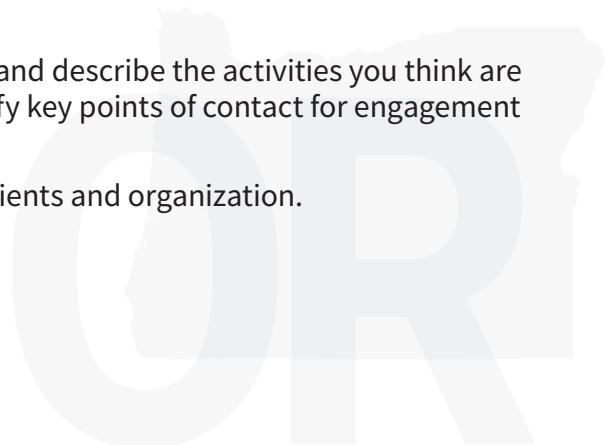 and describe the activities you think are
fy key points of contact for engagement
ients and organization.
OR